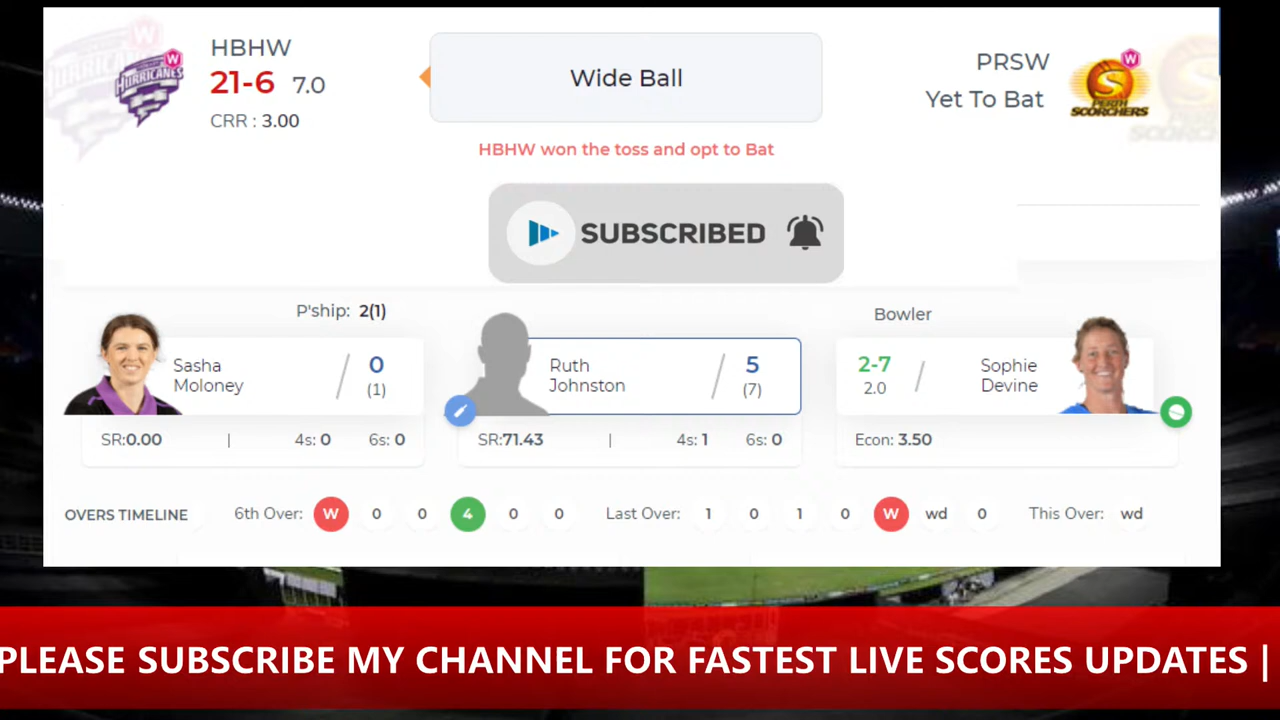 HBHW
21-6 7.0
CRR : 3.00
W
HURRICANES
Wide Ball
HBHW won the toss and opt to Bat
PRSW
Yet To Bat
W
PERTH
SCORCHERS
SUBSCRIBED
P'ship: 2(1)
Bowler
Sasha
Moloney
0
(1)
SR:0.00 | 4s: 0 6s: 0
Ruth
Johnston
5
(7)
SR:71.43 | 4s: 1 6s: 0
2-7
2.0
Sophie
Devine
Econ: 3.50
OVERS TIMELINE 6th Over: W 0 0 4 0 0 Last Over: 1 0 1 0 W wd 0 This Over: wd
PLEASE SUBSCRIBE MY CHANNEL FOR FASTEST LIVE SCORES UPDATES |